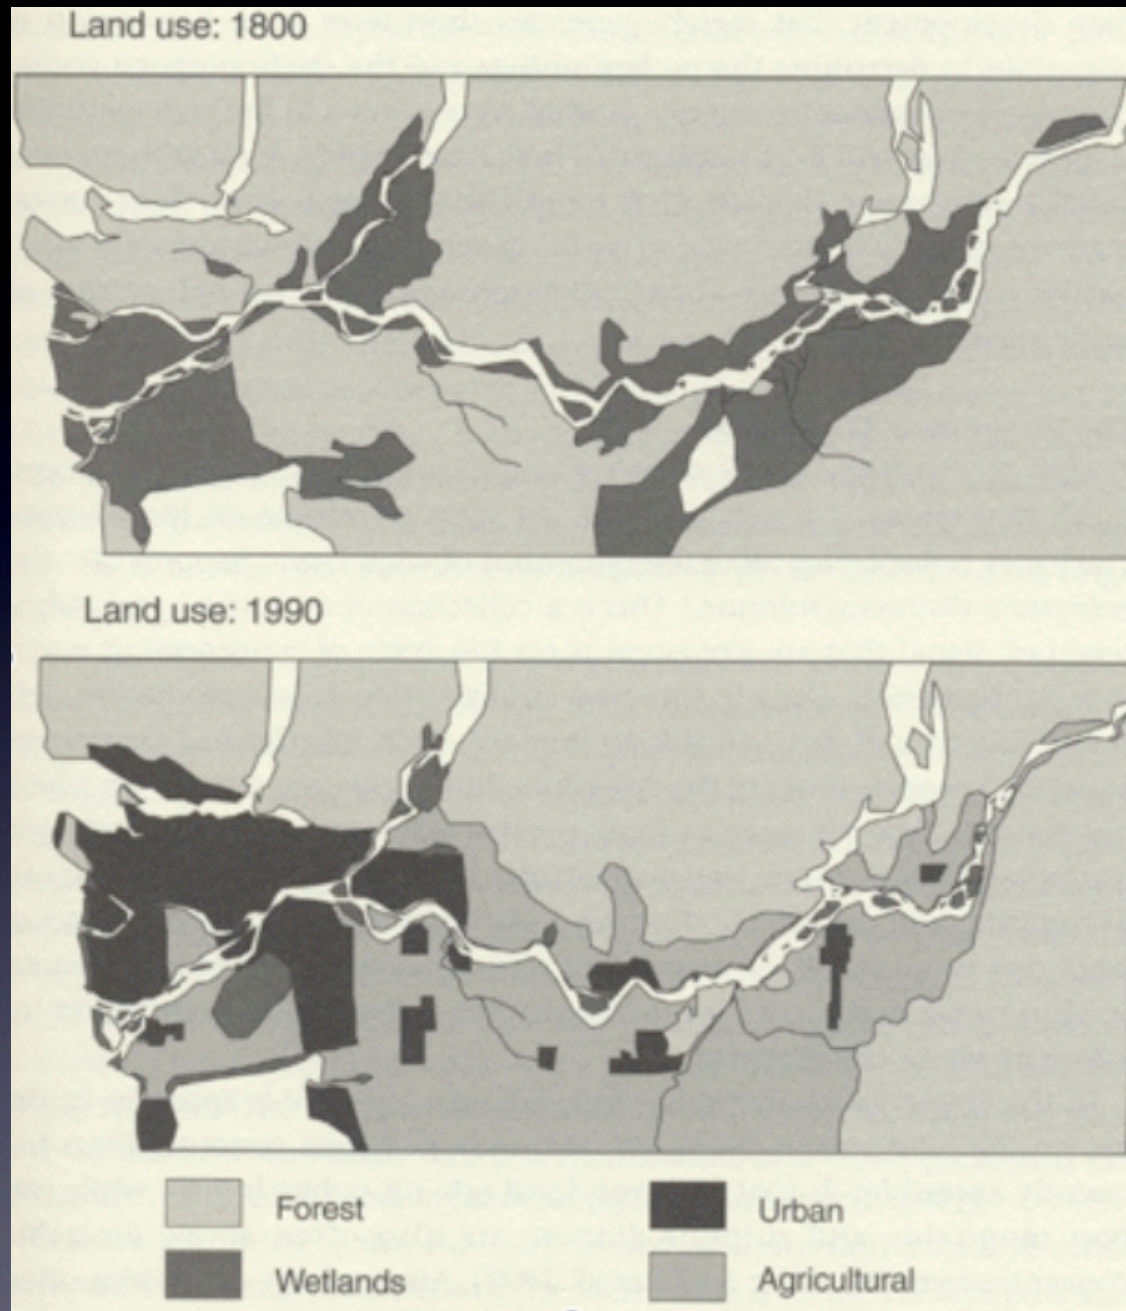 Land use: 1800
Land use: 1990
Forest
Urban
Wetlands
Agricultural